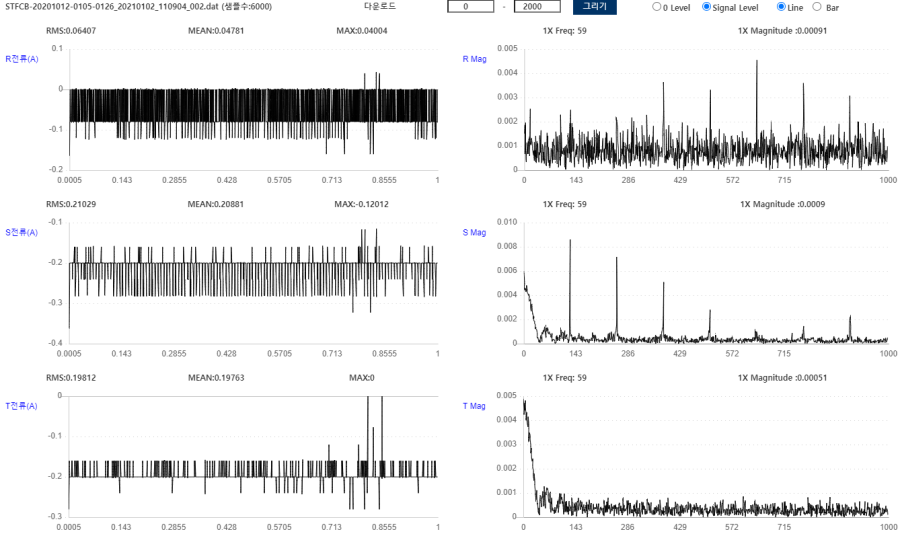 STFCB-20201012-0105-0126_20210102_110904_002.dat (샘플수:6000) 다운로드 0 - 2000 그리기 0 Level Signal Level Line Bar
RMS:0.06407 MEAN:0.04781 MAX:0.04004 1X Freq: 59 1X Magnitude :0.00091
R전류(A) R Mag
0.1 0 -0.1 -0.2
0.0005 0.143 0.2855 0.428 0.5705 0.713 0.8555 1
0.005 0.004 0.003 0.002 0.001 0
0 143 286 429 572 715 1000
RMS:0.21029 MEAN:0.20881 MAX:-0.12012 1X Freq: 59 1X Magnitude :0.0009
S전류(A) S Mag
-0.1 -0.2 -0.3 -0.4
0.0005 0.143 0.2855 0.428 0.5705 0.713 0.8555 1
0.010 0.008 0.006 0.004 0.002 0
0 143 286 429 572 715 1000
RMS:0.19812 MEAN:0.19763 MAX:0 1X Freq: 59 1X Magnitude :0.00051
T전류(A) T Mag
0 -0.1 -0.2 -0.3
0.0005 0.143 0.2855 0.428 0.5705 0.713 0.8555 1
0.005 0.004 0.003 0.002 0.001 0
0 143 286 429 572 715 1000